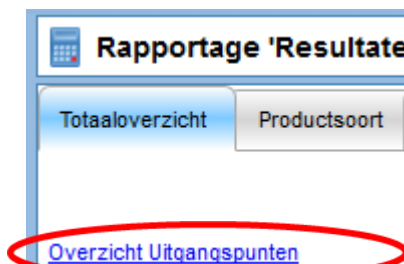 Rapportage 'Resultate
Totaaloverzicht Productsoort
Overzicht Uitgangspunten